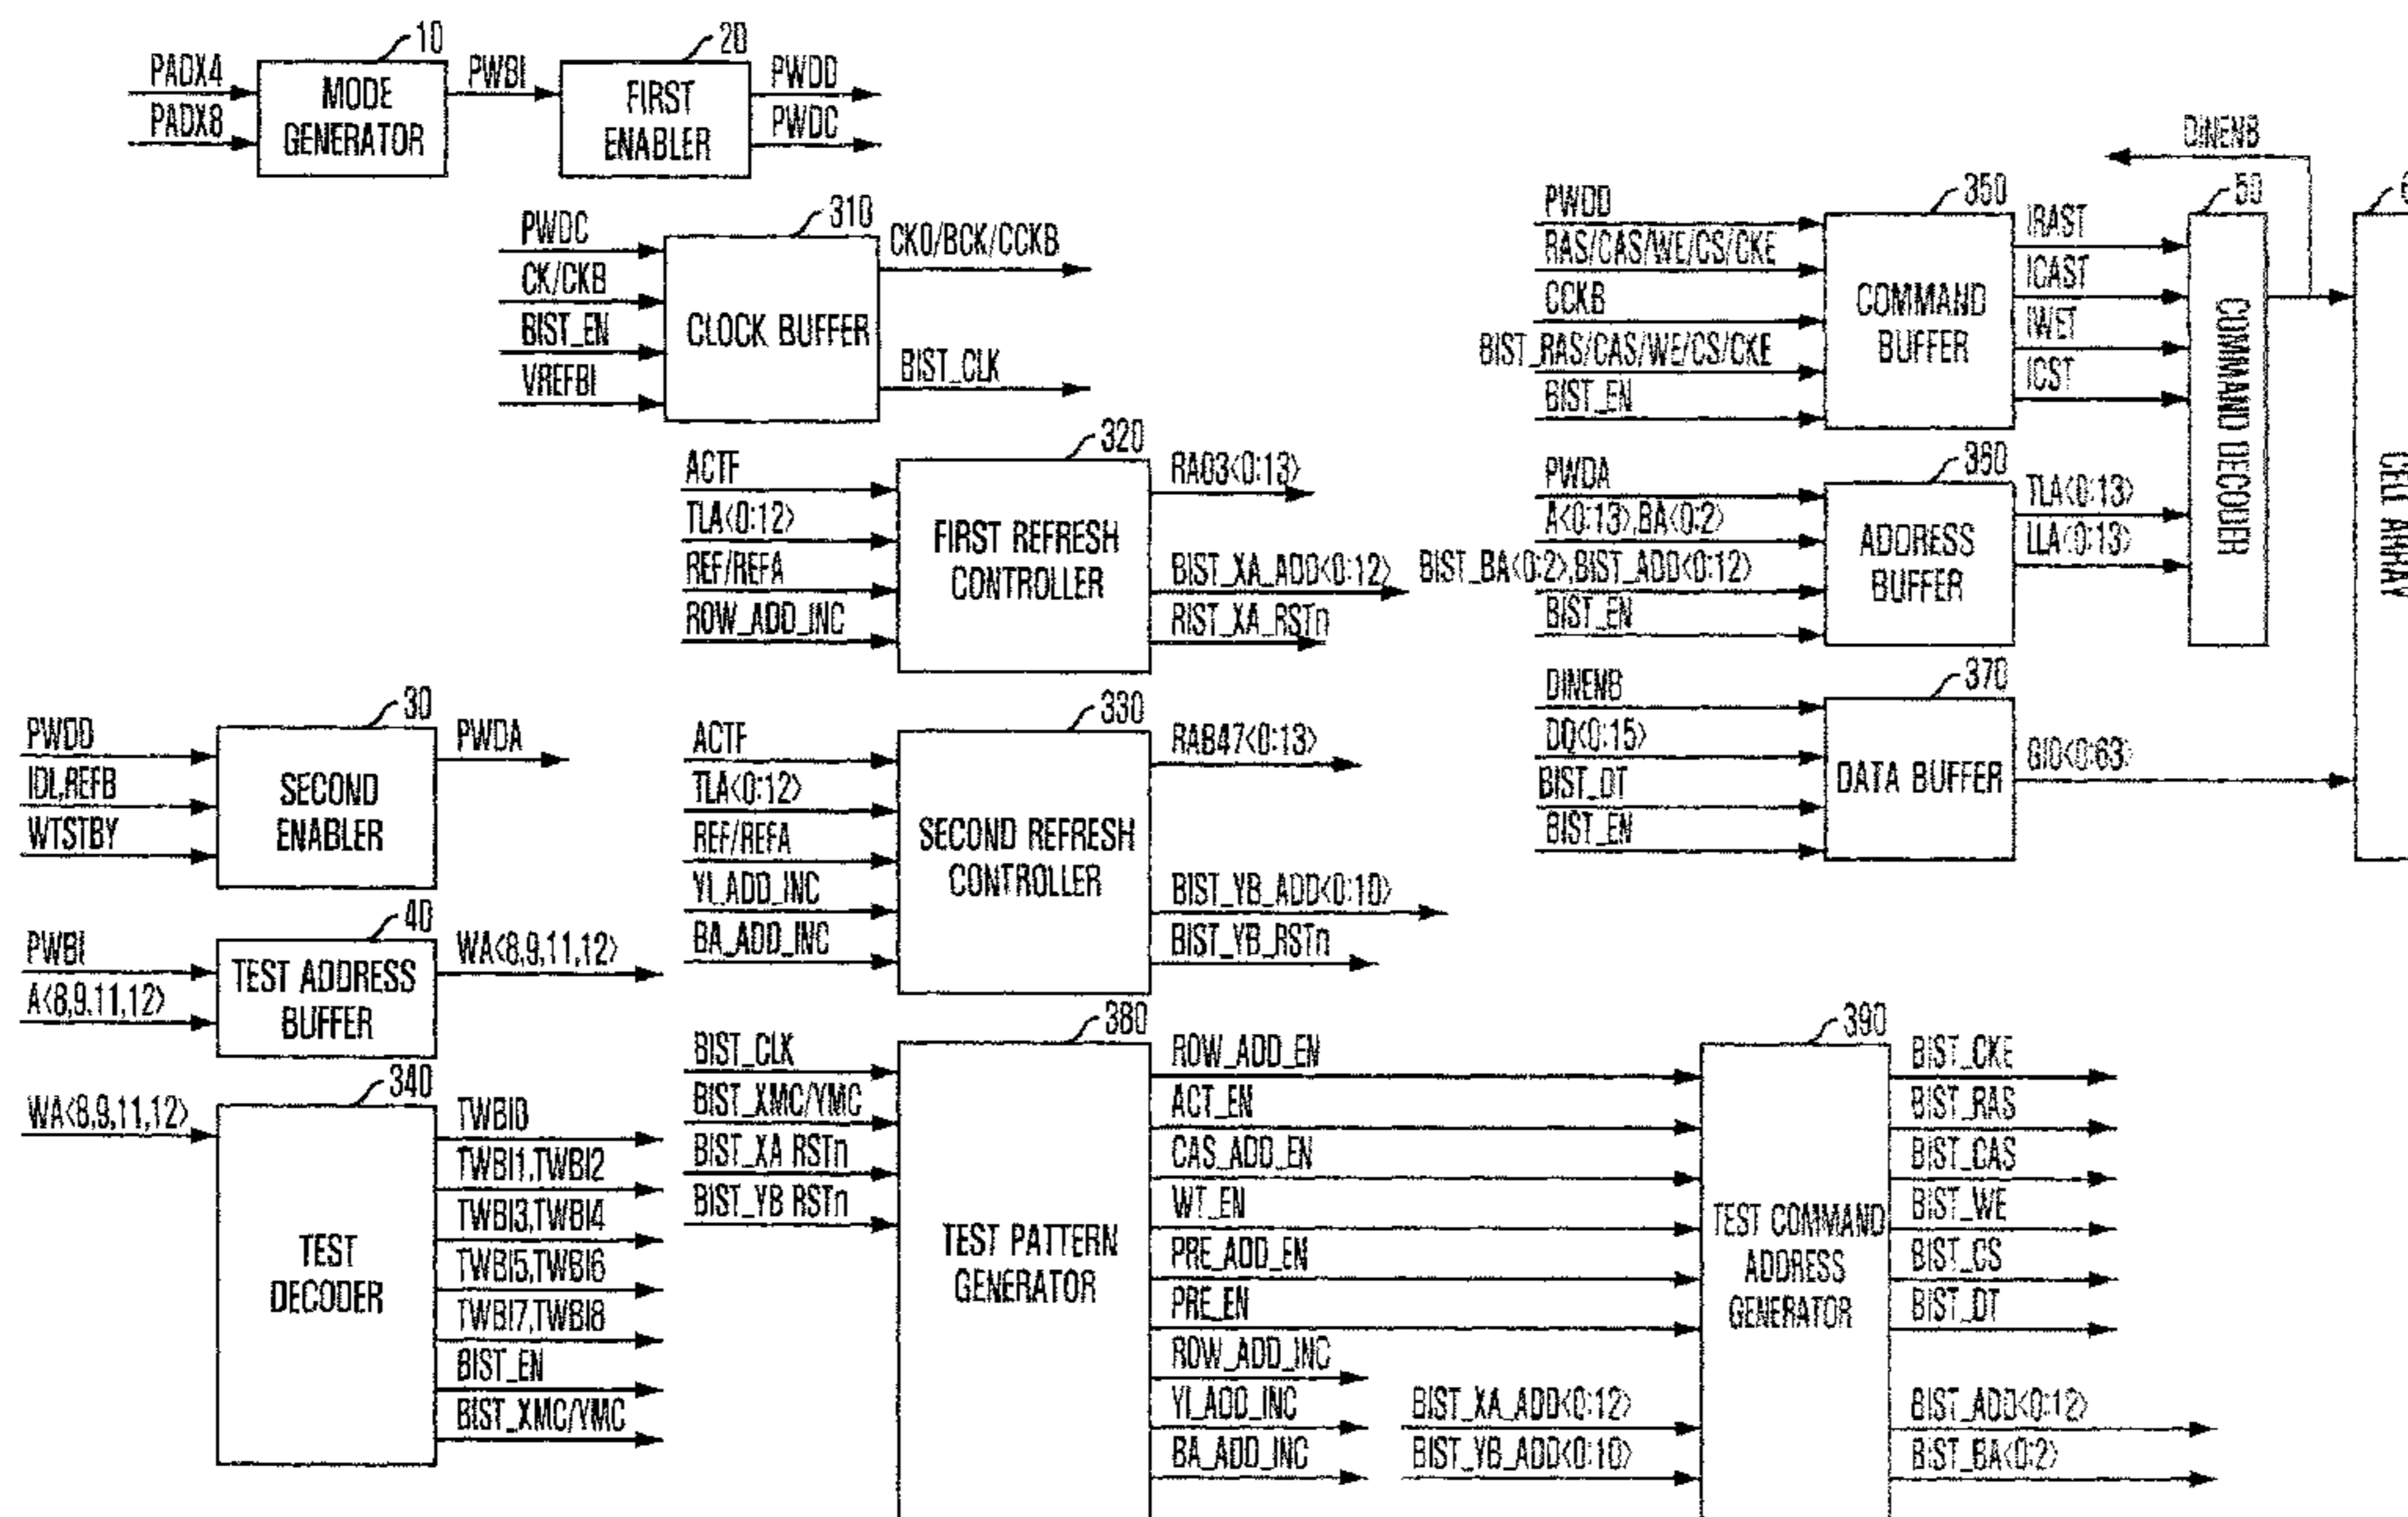 10
PADX4
PADX8
MODE
GENERATOR
PWBI
20
FIRST
ENABLER
PWDD
PWDC
310
PWDC
CK/CKB
BIST_EN
VREFBI
CLOCK BUFFER
CK0/BCK/CCKB
BIST_CLK
320
ACTF
TLA<0:12>
REF/REFA
ROW_ADD_INC
FIRST REFRESH
CONTROLLER
RA03<0:13>
BIST_XA_ADD<0:12>
RIST_XA_RSTn
30
PWDD
IDL,REFB
WTSTBY
SECOND
ENABLER
PWDA
330
ACTF
TLA<0:12>
REF/REFA
YI_ADD_INC
BA_ADD_INC
SECOND REFRESH
CONTROLLER
RAB47<0:13>
BIST_YB_ADD<0:10>
BIST_YB_RSTn
40
PWBI
A<8,9.11,12>
TEST ADDRESS
BUFFER
WA<8,9,11,12>
340
WA<8,9,11,12>
TEST
DECODER
TWBI0
TWBI1,TWBI2
TWBI3,TWBI4
TWBI5,TWBI6
TWBI7,TWBI8
BIST_EN
BIST_XMC/YMC
380
BIST_CLK
BIST_XMC/YMC
BIST_XA RSTn
BIST_YB RSTn
TEST PATTERN
GENERATOR
ROW_ADD_EN
ACT_EN
CAS_ADD_EN
WT_EN
PRE_ADD_EN
PRE_EN
ROW_ADD_INC
YI_ADD_INC
BA_ADD_INC
390
BIST_XA_ADD<0:12>
BIST_YB_ADD<0:10>
TEST COMMAND
ADDRESS
GENERATOR
BIST_CKE
BIST_RAS
BIST_CAS
BIST_WE
BIST_CS
BIST_DT
BIST_ADD<0:12>
BIST_BA<0:2>
350
PWDD
RAS/CAS/WE/CS/CKE
CCKB
BIST_RAS/CAS/WE/CS/CKE
BIST_EN
COMMAND
BUFFER
IRAST
ICAST
IWET
ICST
360
PWDA
A<0:13>,BA<0:2>
BIST_BA<0:2>,BIST_ADD<0:12>
BIST_EN
ADDRESS
BUFFER
TLA<0:13>
LLA<0:13>
370
DINENB
DQ<0:15>
BIST_DT
BIST_EN
DATA BUFFER
GIO<0:63>
DINENB
50
COMMAND DECODER
CELL ARRAY